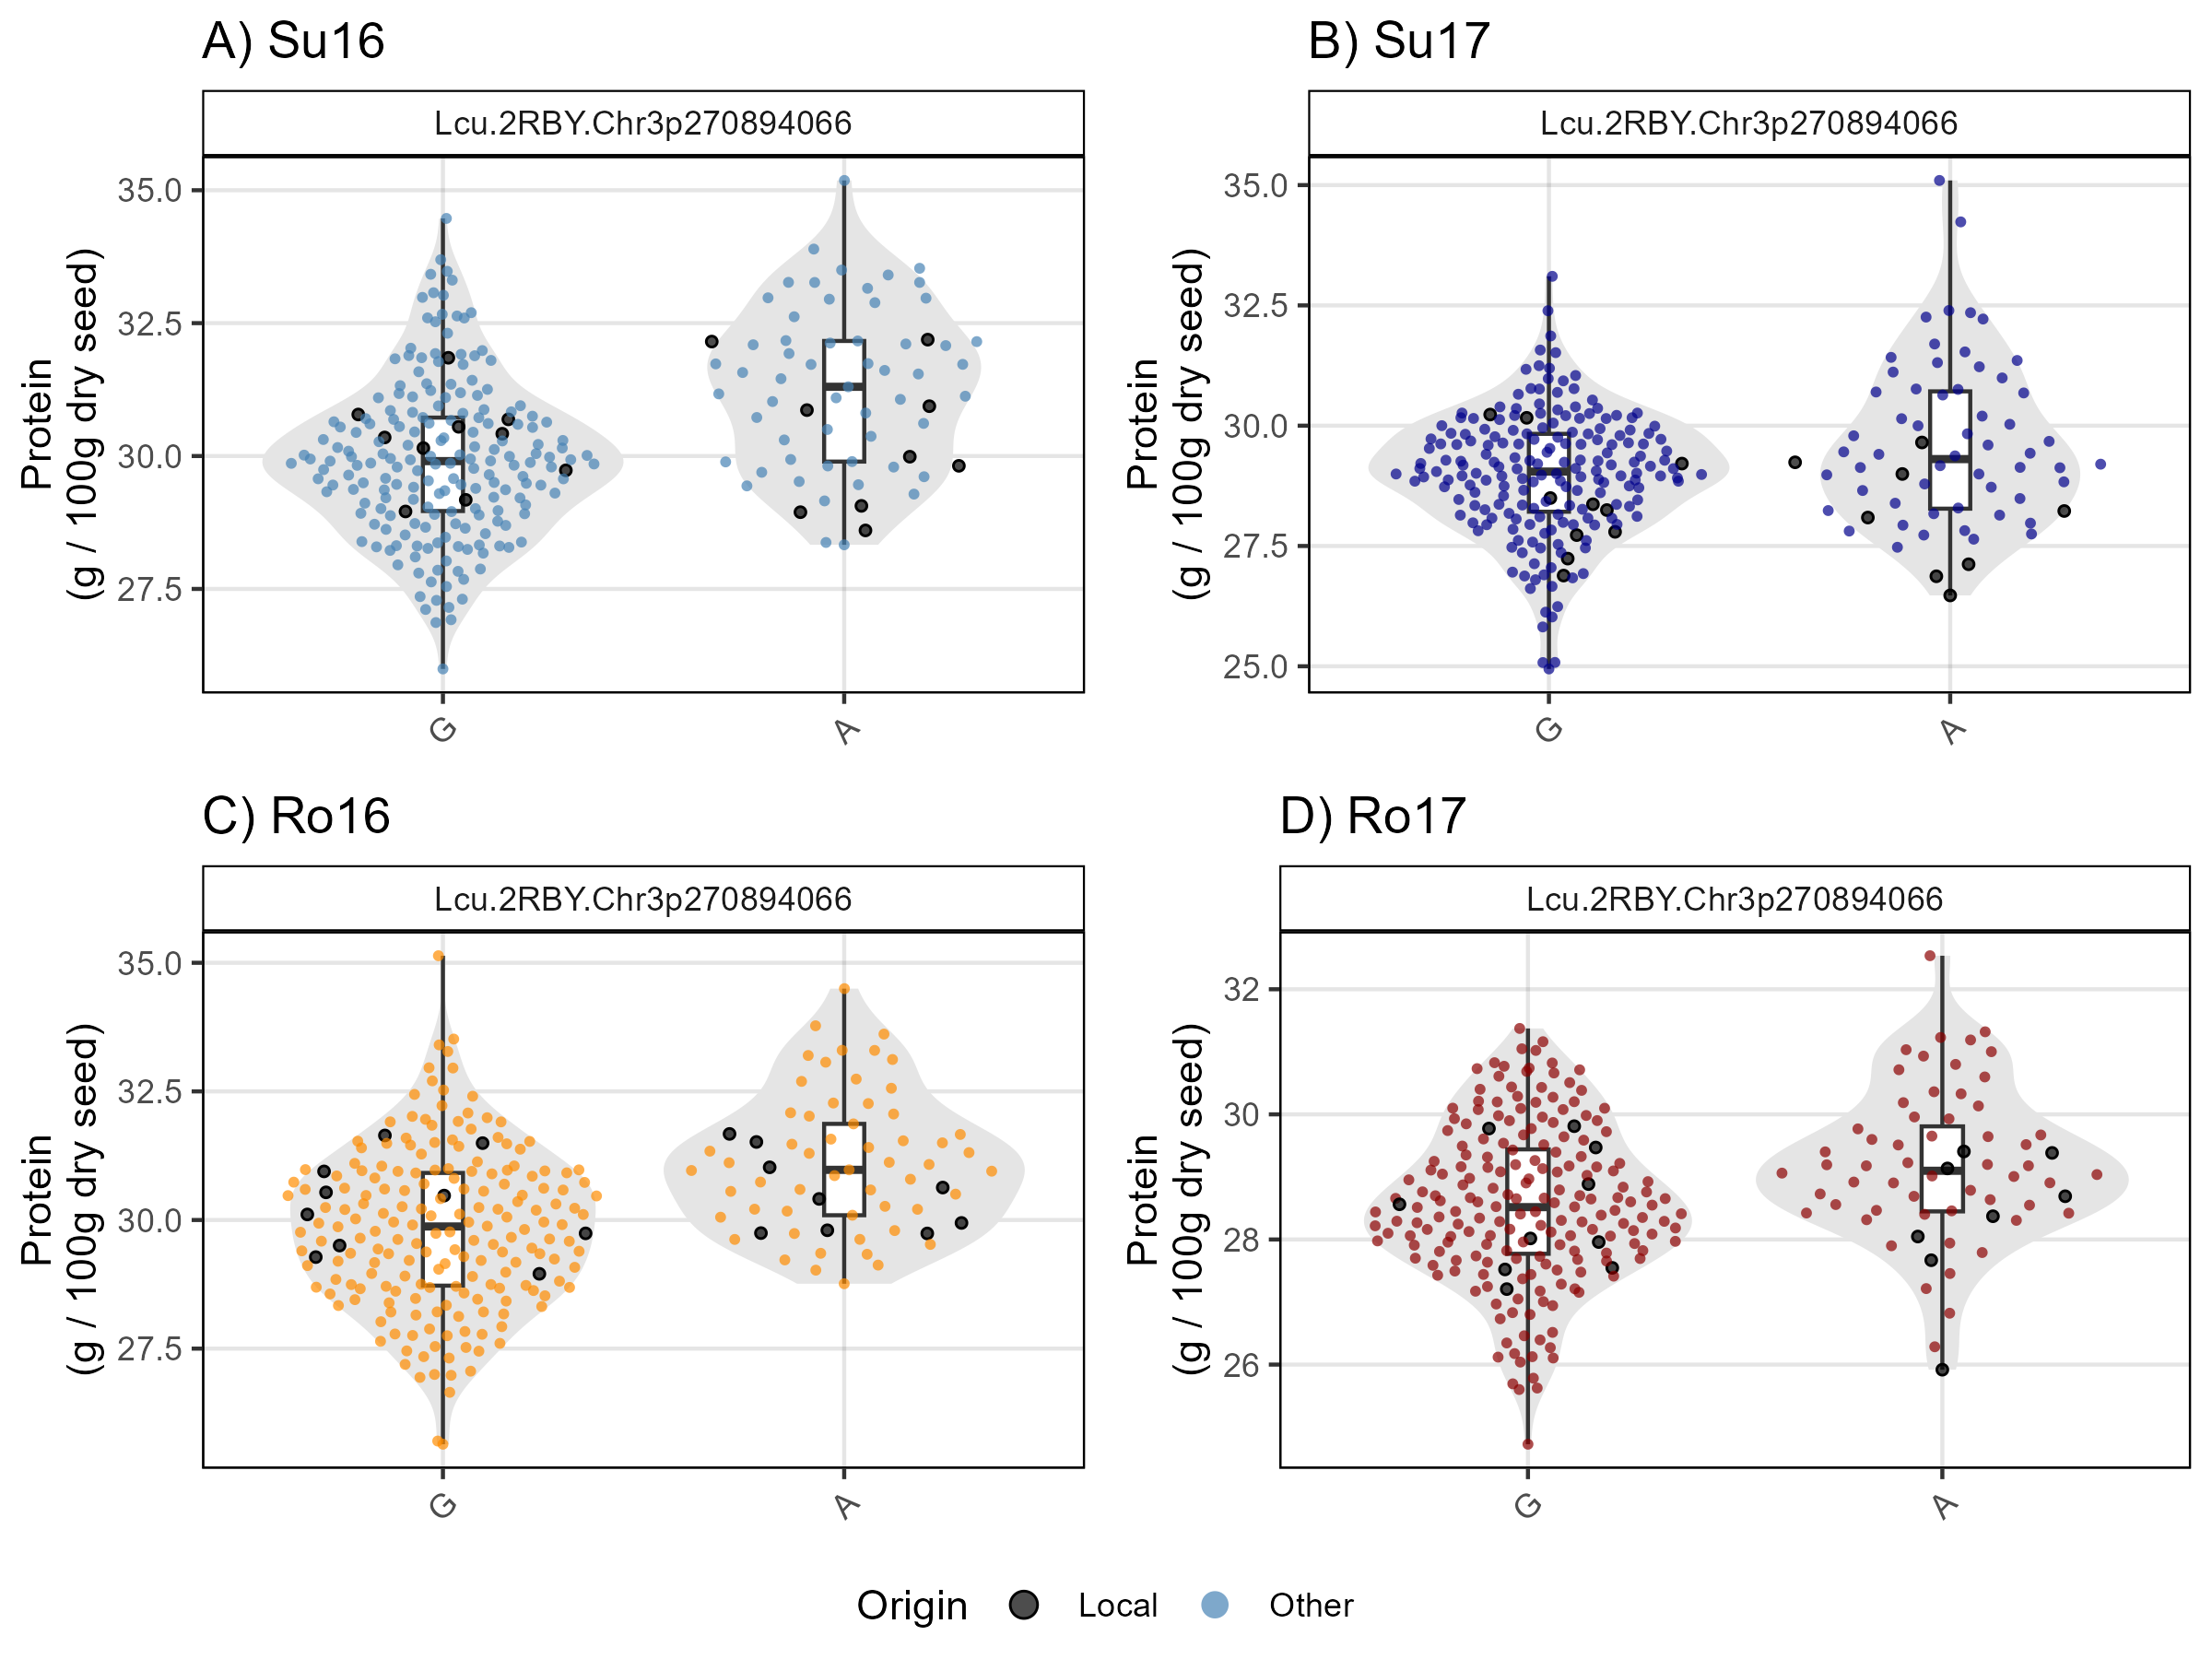 A) Su16
Lcu.2RBY.Chr3p270894066
Protein
(g / 100g dry seed)
35.0
32.5
30.0
27.5
G
A
B) Su17
Lcu.2RBY.Chr3p270894066
Protein
(g / 100g dry seed)
35.0
32.5
30.0
27.5
25.0
G
A
C) Ro16
Lcu.2RBY.Chr3p270894066
Protein
(g / 100g dry seed)
35.0
32.5
30.0
27.5
G
A
D) Ro17
Lcu.2RBY.Chr3p270894066
Protein
(g / 100g dry seed)
32
30
28
26
G
A
Origin Local Other